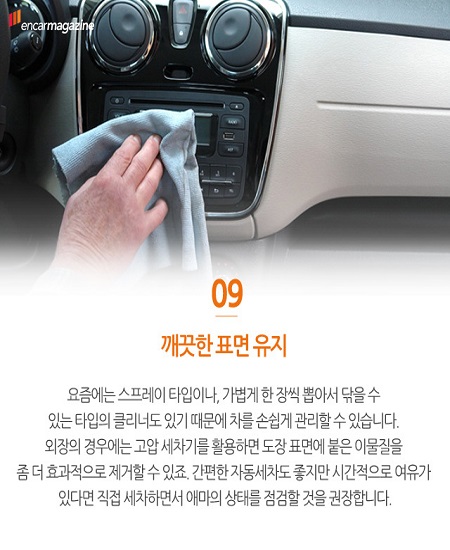 encarmagazine
09
깨끗한 표면 유지
요즘에는 스프레이 타입이나, 가볍게 한 장씩 뽑아서 닦을 수
있는 타입의 클리너도 있기 때문에 차를 손쉽게 관리할 수 있습니다.
외장의 경우에는 고압 세차기를 활용하면 도장 표면에 붙은 이물질을
좀 더 효과적으로 제거할 수 있죠. 간편한 자동세차도 좋지만 시간적으로 여유가
있다면 직접 세차하면서 애마의 상태를 점검할 것을 권장합니다.